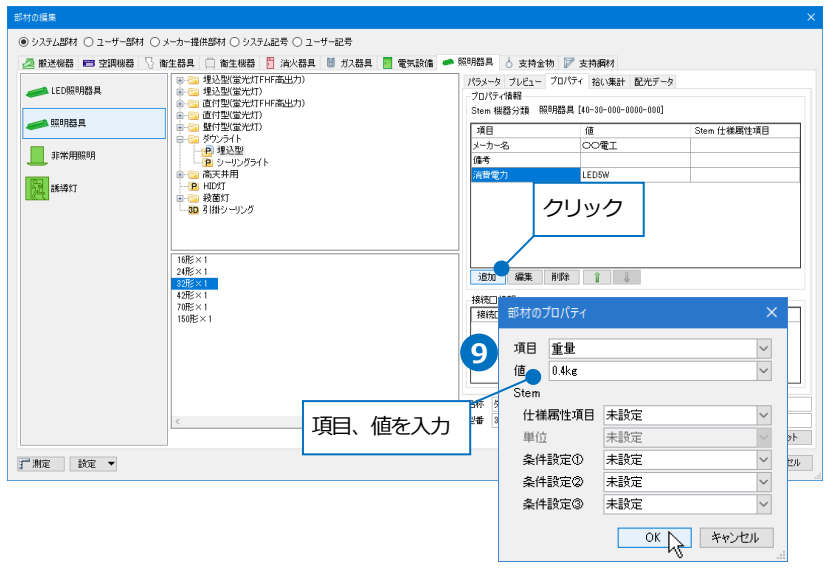 部材の編集
システム部材 ユーザー部材 メーカー提供部材 システム記号 ユーザー記号
搬送機器 空調機器 衛生器具 衛生機器 消火器具 ガス器具 電気設備 照明器具 支持金物 支持鋼材
LED照明器具
照明器具
非常用照明
誘導灯
埋込型(蛍光灯FHF高出力)
埋込型(蛍光灯)
直付型(蛍光灯FHF高出力)
直付型(蛍光灯)
壁付型(蛍光灯)
ダウンライト
埋込型
シーリングライト
高天井用
HID灯
殺菌灯
引掛シーリング
16形×1
24形×1
32形×1
42形×1
70形×1
150形×1
パラメータ プレビュー プロパティ 拾い集計 配光データ
プロパティ情報
Stem 機器分類 照明器具 [40-30-000-0000-000]
項目 値 Stem 仕様属性項目
メーカー名 〇〇電工
備考
消費電力 LED5W
クリック
追加 編集 削除
部材のプロパティ
9
項目 重量
値 0.4kg
Stem
仕様属性項目 未設定
単位 未設定
条件設定① 未設定
条件設定② 未設定
条件設定③ 未設定
OK キャンセル
項目、値を入力
測定 設定